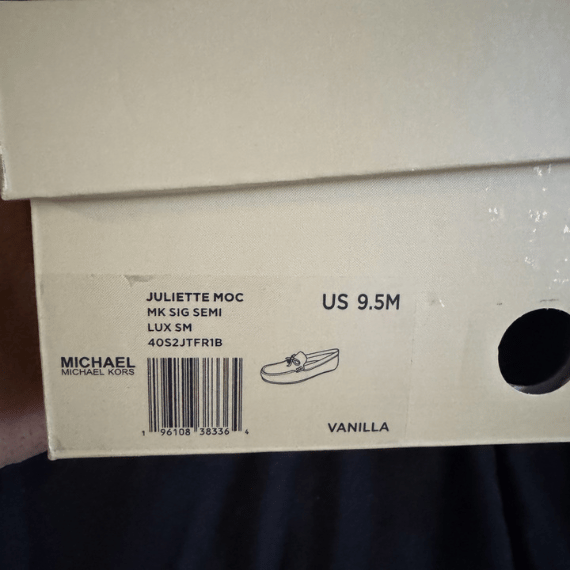 JULIETTE MOC
MK SIG SEMI
LUX SM
40S2JTFR1B
US 9.5M
MICHAEL
MICHAEL KORS
1 96108 38336 4
VANILLA